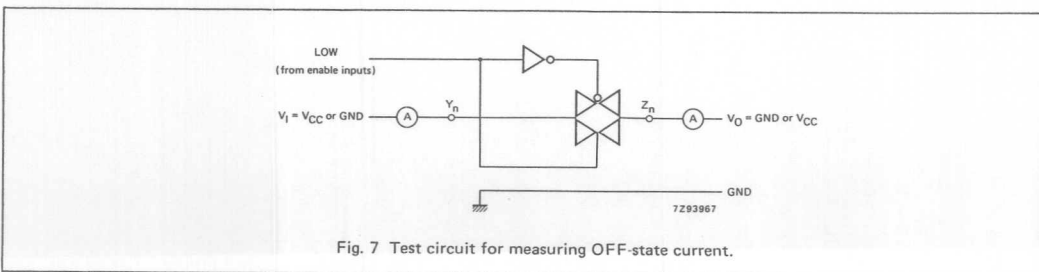 LOW
(from enable inputs)
V_I = V_CC or GND
A
Y_n
Z_n
A
V_O = GND or V_CC
GND
7Z93967
Fig. 7 Test circuit for measuring OFF-state current.